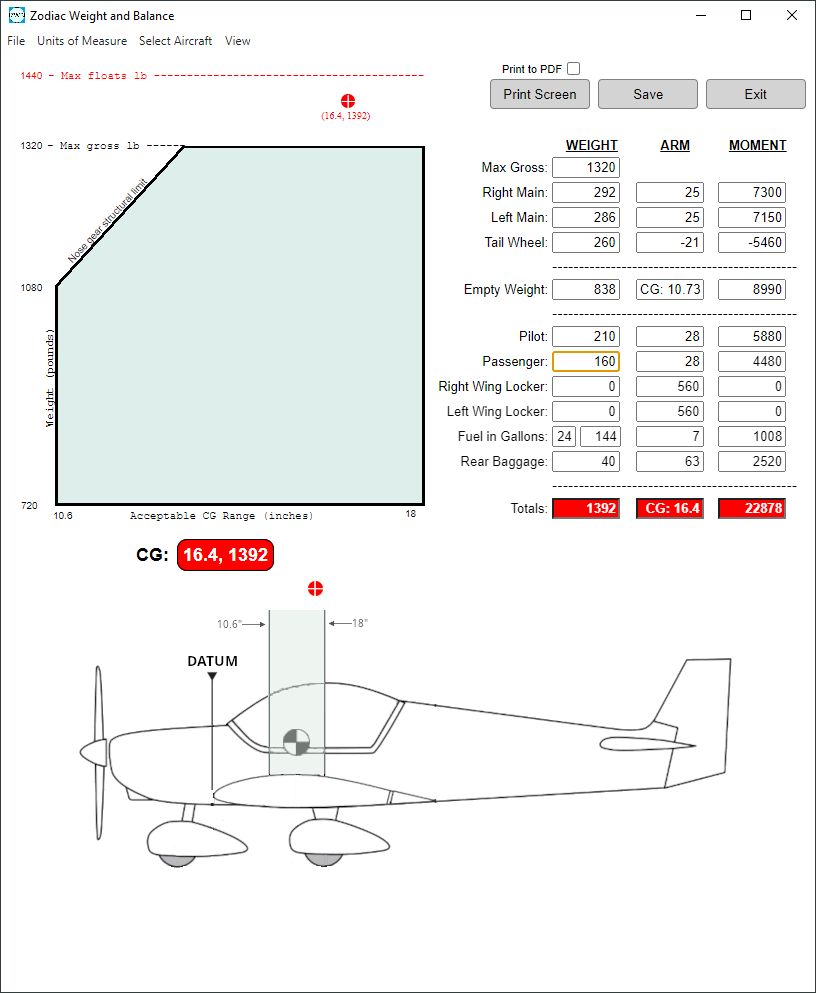 Zodiac Weight and Balance
File Units of Measure Select Aircraft View
Print to PDF
Print Screen Save Exit
1440 - Max floats lb
(16.4, 1392)
1320 - Max gross lb
Nose gear structural limit
1080
Weight (pounds)
720
10.6 Acceptable CG Range (inches) 18
WEIGHT ARM MOMENT
Max Gross: 1320
Right Main: 292 25 7300
Left Main: 286 25 7150
Tail Wheel: 260 -21 -5460
Empty Weight: 838 CG: 10.73 8990
Pilot: 210 28 5880
Passenger: 160 28 4480
Right Wing Locker: 0 560 0
Left Wing Locker: 0 560 0
Fuel in Gallons: 24 144 7 1008
Rear Baggage: 40 63 2520
Totals: 1392 CG: 16.4 22878
CG: 16.4, 1392
10.6" 18"
DATUM